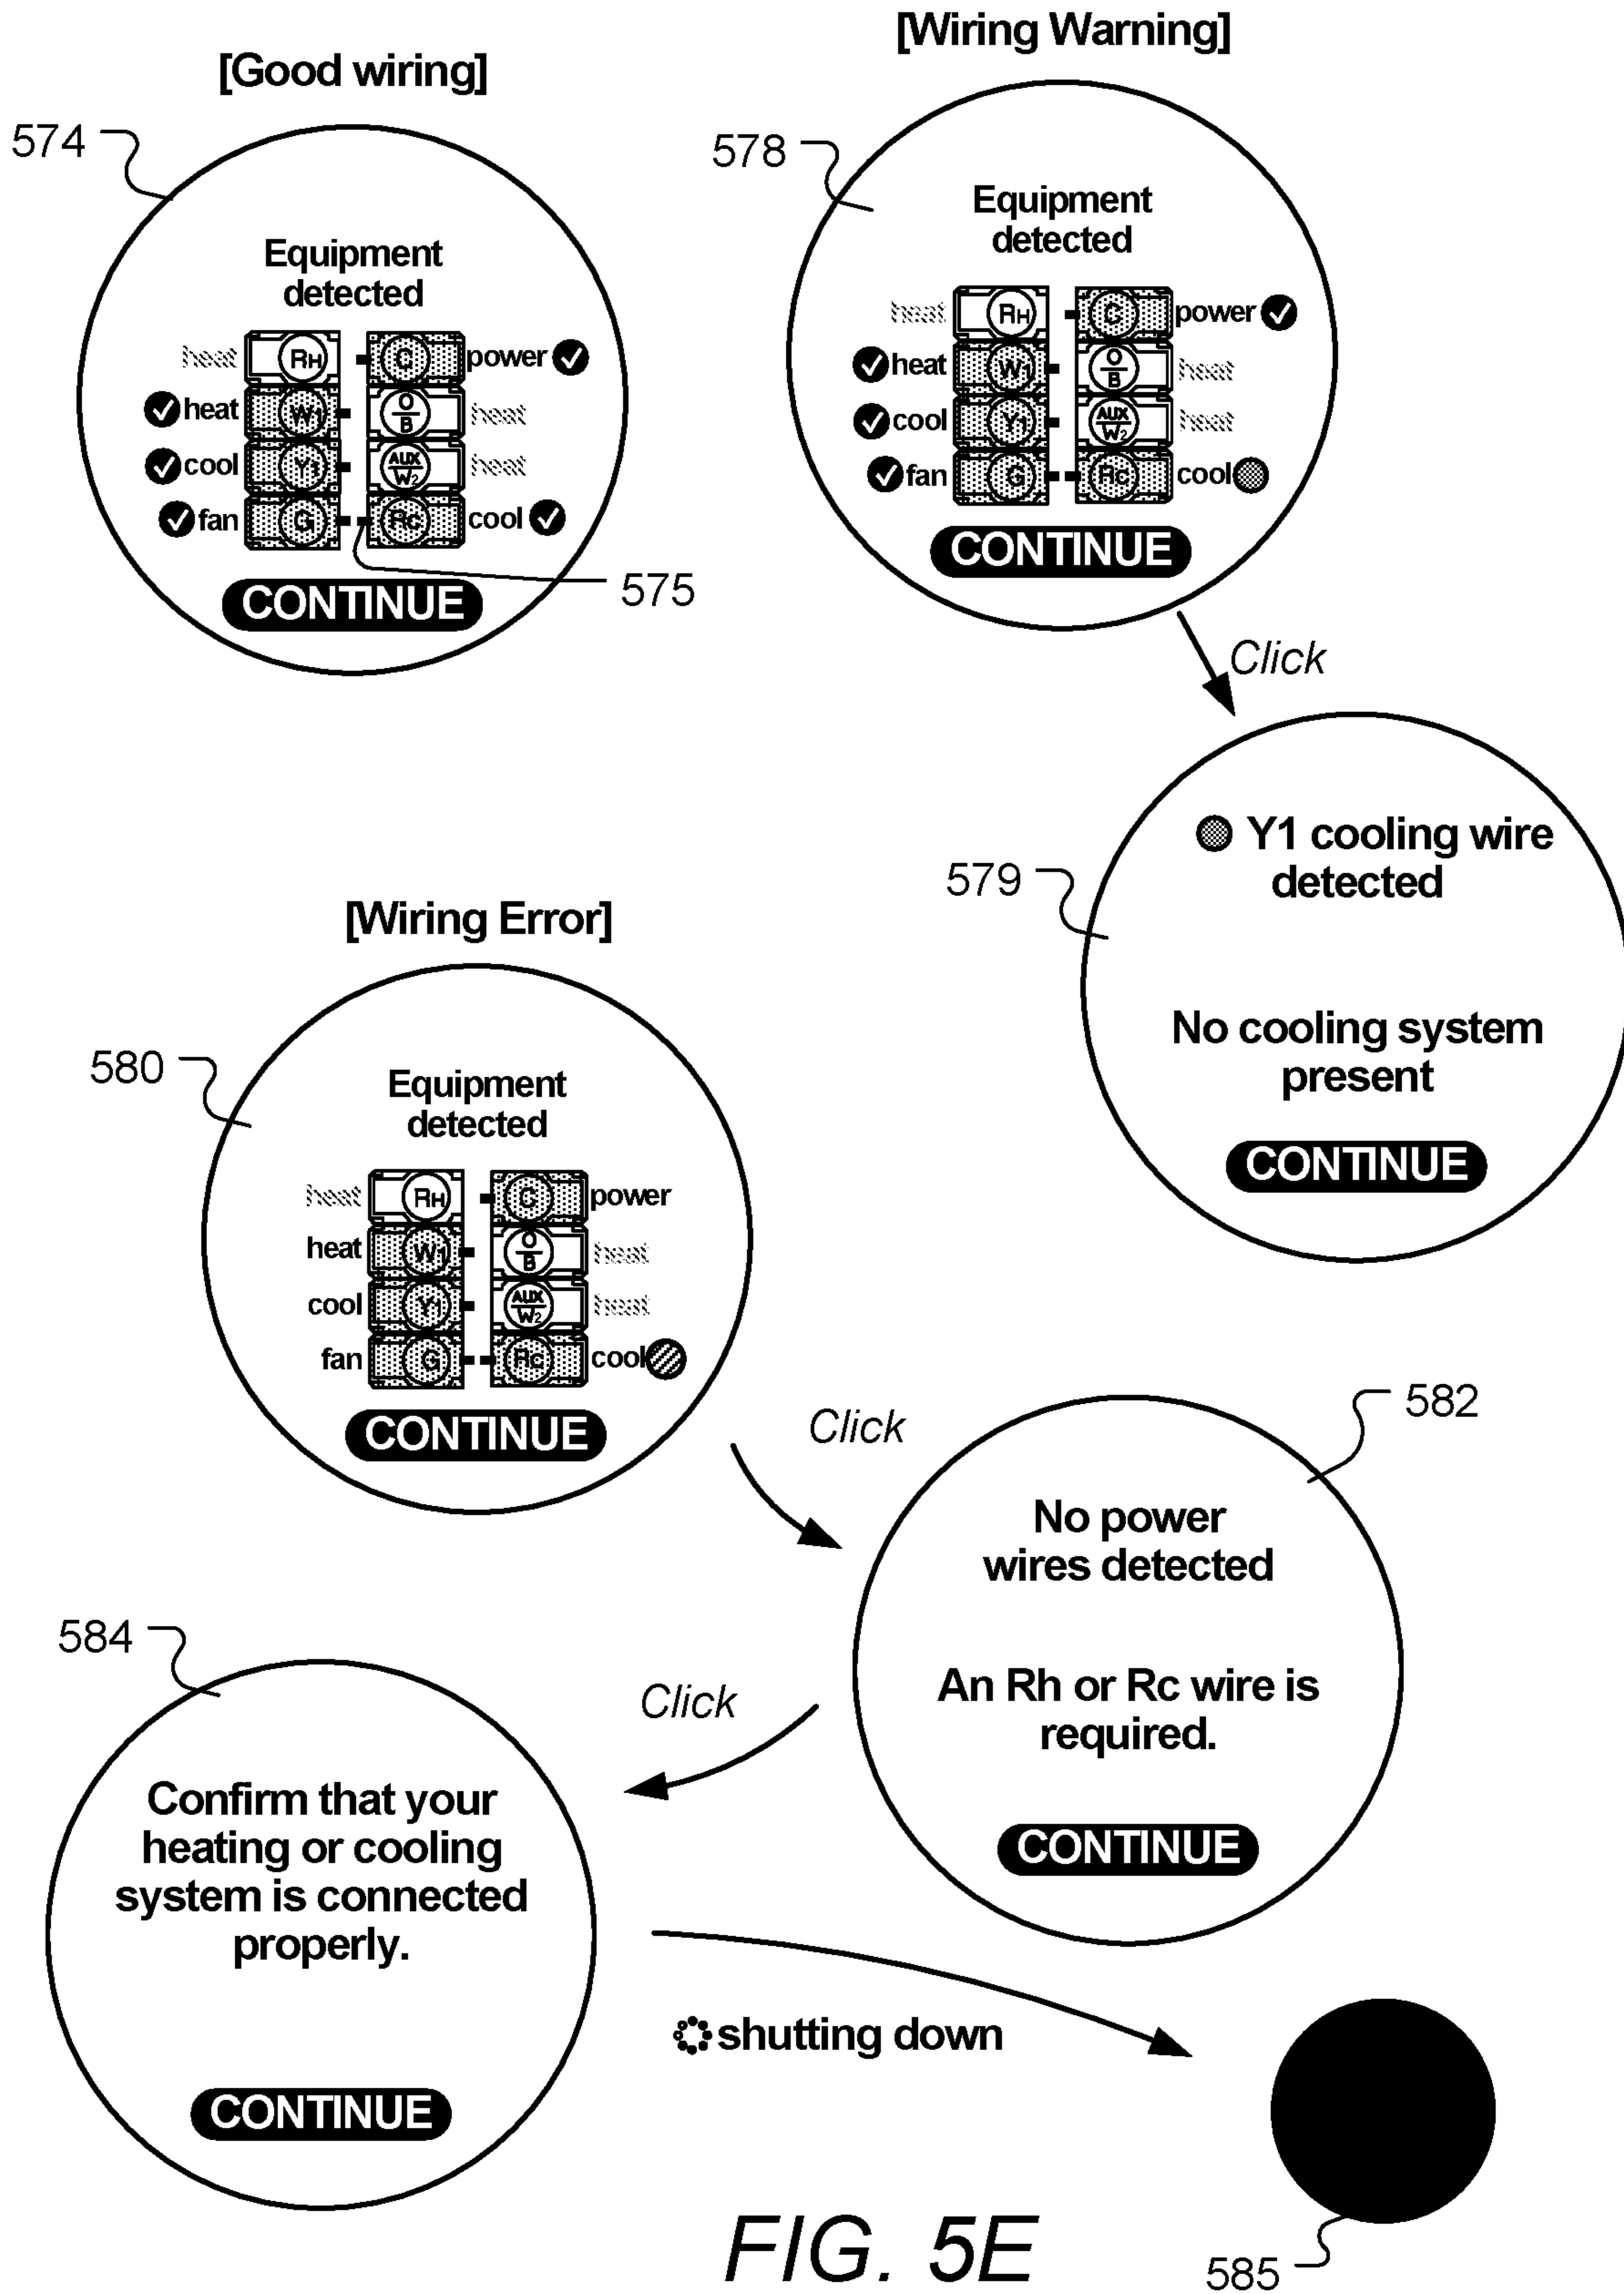 [Good wiring]
574
Equipment
detected
heat RH C power
heat W1 O/B heat
cool Y1 AUX/W2 heat
fan G Rc cool
575
CONTINUE
[Wiring Warning]
578
Equipment
detected
heat RH C power
heat W1 O/B heat
cool Y1 AUX/W2 heat
fan G Rc cool
CONTINUE
Click
579
Y1 cooling wire
detected
No cooling system
present
CONTINUE
[Wiring Error]
580
Equipment
detected
heat RH C power
heat W1 O/B heat
cool Y1 AUX/W2 heat
fan G Rc cool
CONTINUE
Click
582
No power
wires detected
An Rh or Rc wire is
required.
CONTINUE
Click
584
Confirm that your
heating or cooling
system is connected
properly.
CONTINUE
shutting down
585
FIG. 5E